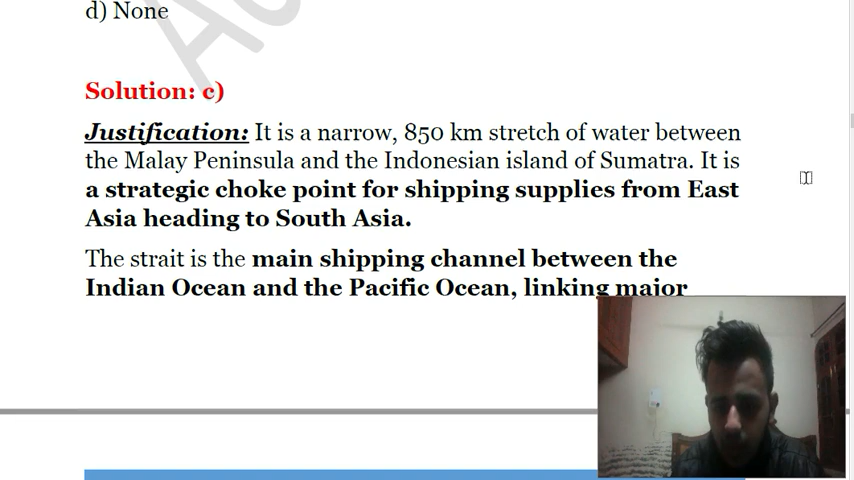 d) None
Solution: c)
Justification: It is a narrow, 850 km stretch of water between
the Malay Peninsula and the Indonesian island of Sumatra. It is
a strategic choke point for shipping supplies from East
Asia heading to South Asia.
The strait is the main shipping channel between the
Indian Ocean and the Pacific Ocean, linking major